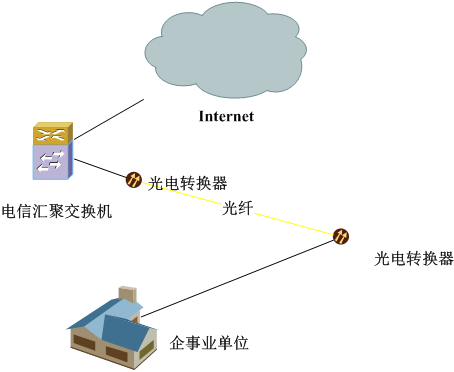 Internet
光电转换器
电信汇聚交换机
光纤
光电转换器
企事业单位